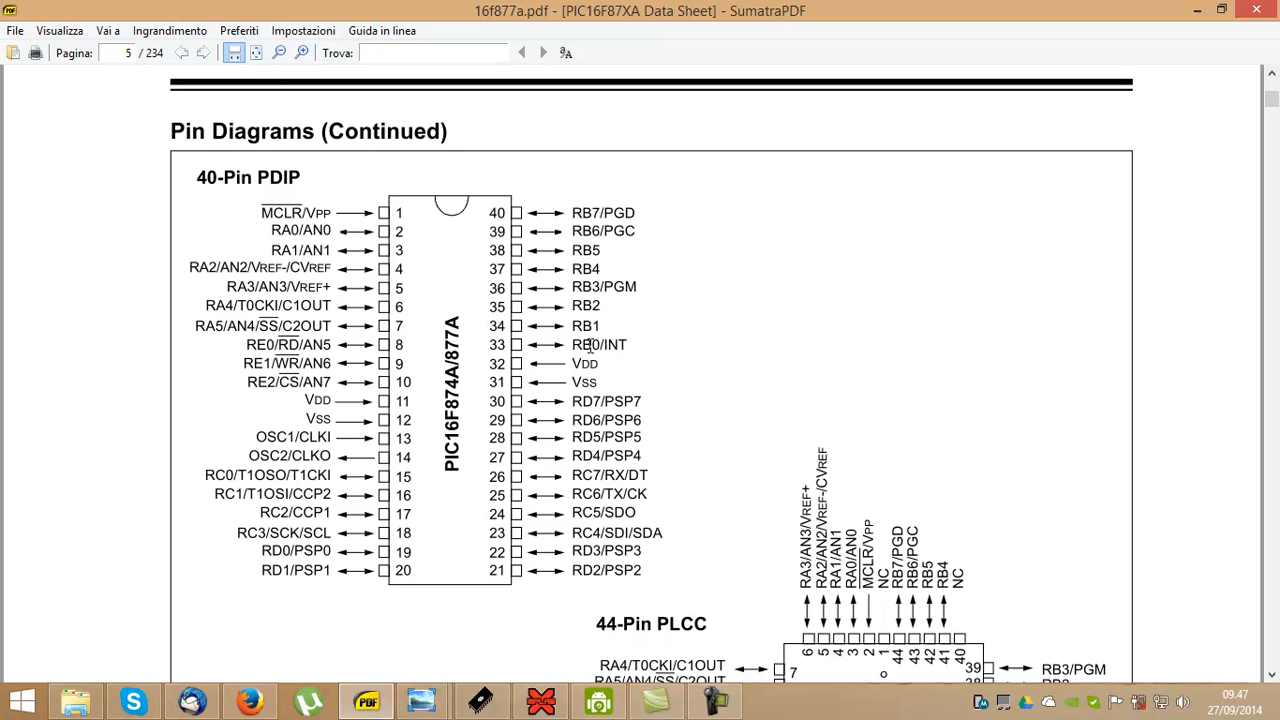 16f877a.pdf - [PIC16F87XA Data Sheet] - SumatraPDF
File Visualizza Vai a Ingrandimento Preferiti Impostazioni Guida in linea
Pagina: 5 / 234 Trova:
Pin Diagrams (Continued)
40-Pin PDIP
MCLR/VPP 1 40 RB7/PGD
RA0/AN0 2 39 RB6/PGC
RA1/AN1 3 38 RB5
RA2/AN2/VREF-/CVREF 4 37 RB4
RA3/AN3/VREF+ 5 36 RB3/PGM
RA4/T0CKI/C1OUT 6 35 RB2
RA5/AN4/SS/C2OUT 7 34 RB1
RE0/RD/AN5 8 33 RB0/INT
RE1/WR/AN6 9 32 VDD
RE2/CS/AN7 10 31 VSS
VDD 11 30 RD7/PSP7
VSS 12 29 RD6/PSP6
OSC1/CLKI 13 28 RD5/PSP5
OSC2/CLKO 14 27 RD4/PSP4
RC0/T1OSO/T1CKI 15 26 RC7/RX/DT
RC1/T1OSI/CCP2 16 25 RC6/TX/CK
RC2/CCP1 17 24 RC5/SDO
RC3/SCK/SCL 18 23 RC4/SDI/SDA
RD0/PSP0 19 22 RD3/PSP3
RD1/PSP1 20 21 RD2/PSP2
PIC16F874A/877A
44-Pin PLCC
RA3/AN3/VREF+
RA2/AN2/VREF-/CVREF
RA1/AN1
RA0/AN0
MCLR/VPP
NC
RB7/PGD
RB6/PGC
RB5
RB4
NC
6 5 4 3 2 1 44 43 42 41 40
RA4/T0CKI/C1OUT 7 39 RB3/PGM
RA5/AN4/SS/C2OUT
09.47
27/09/2014